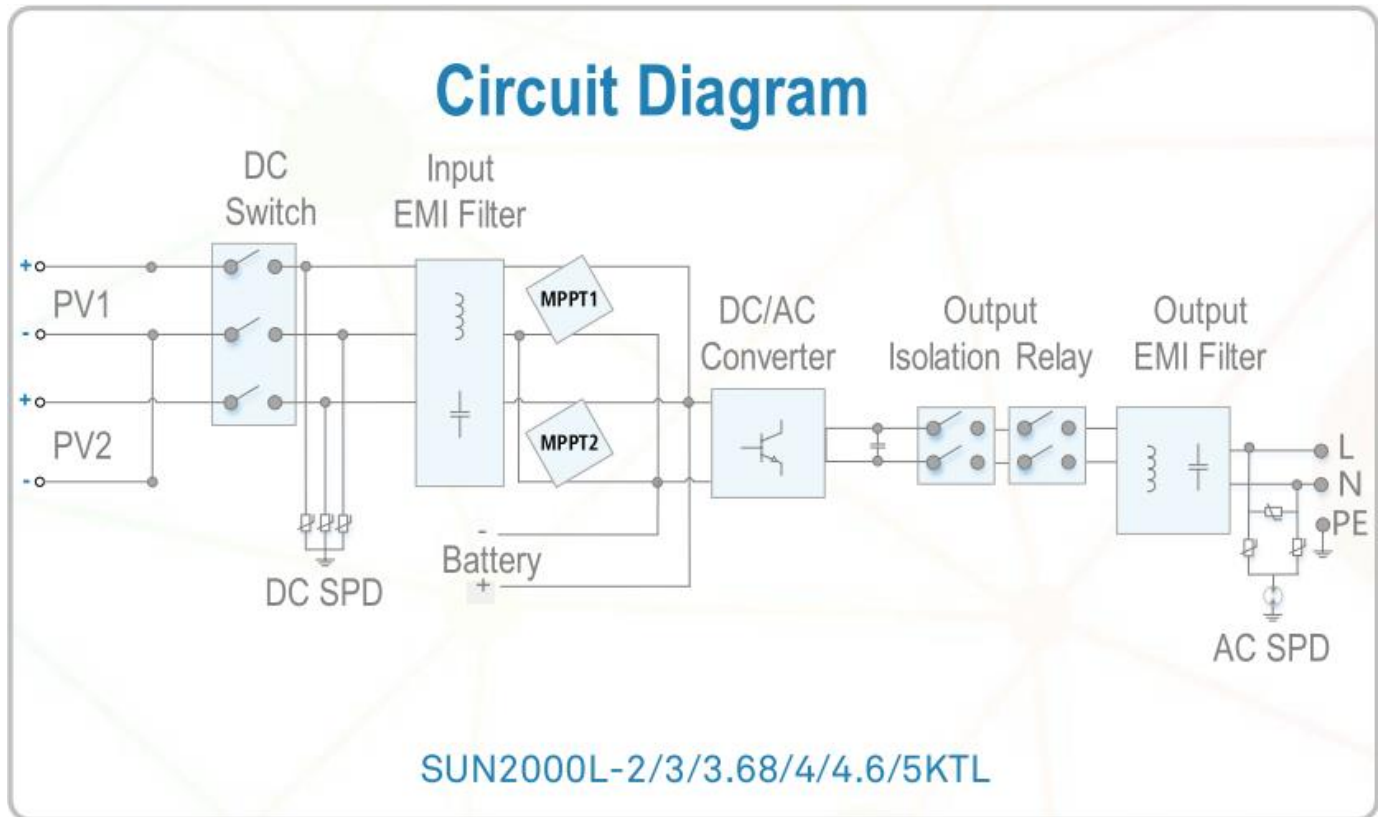 Circuit Diagram
DC
Switch
Input
EMI Filter
+
PV1
-
+
PV2
-
MPPT1
MPPT2
DC/AC
Converter
Output
Isolation Relay
Output
EMI Filter
L
N
PE
-
Battery
+
DC SPD
AC SPD
SUN2000L-2/3/3.68/4/4.6/5KTL